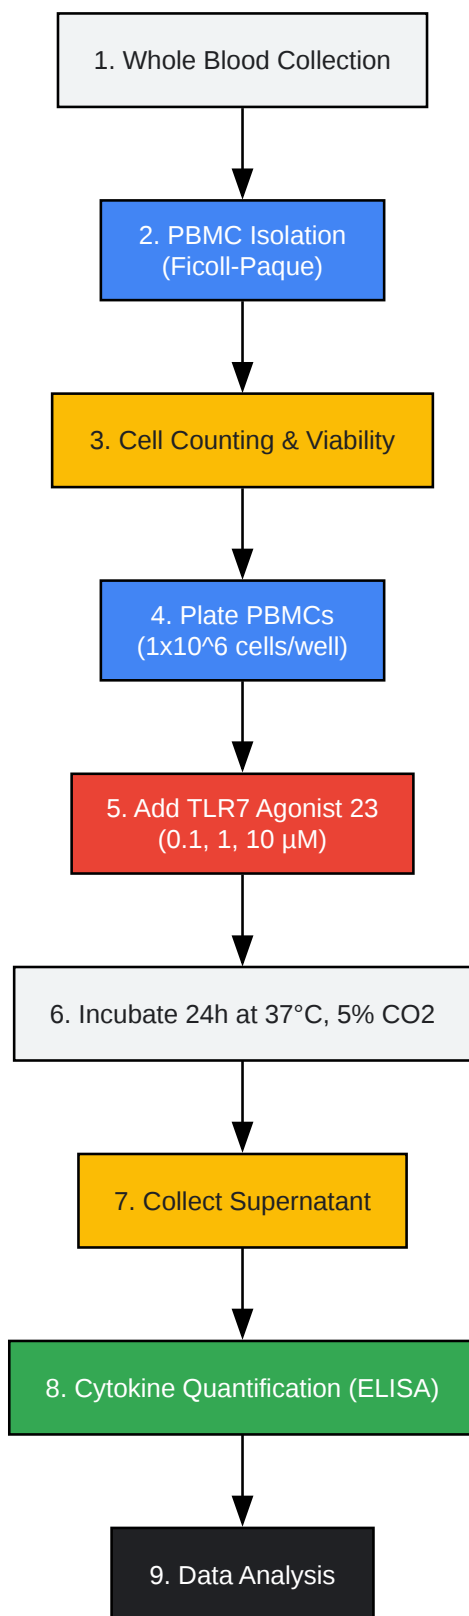 1. Whole Blood Collection
2. PBMC Isolation
(Ficoll-Paque)
3. Cell Counting & Viability
4. Plate PBMCs
(1x10^6 cells/well)
5. Add TLR7 Agonist 23
(0.1, 1, 10 µM)
6. Incubate 24h at 37°C, 5% CO2
7. Collect Supernatant
8. Cytokine Quantification (ELISA)
9. Data Analysis